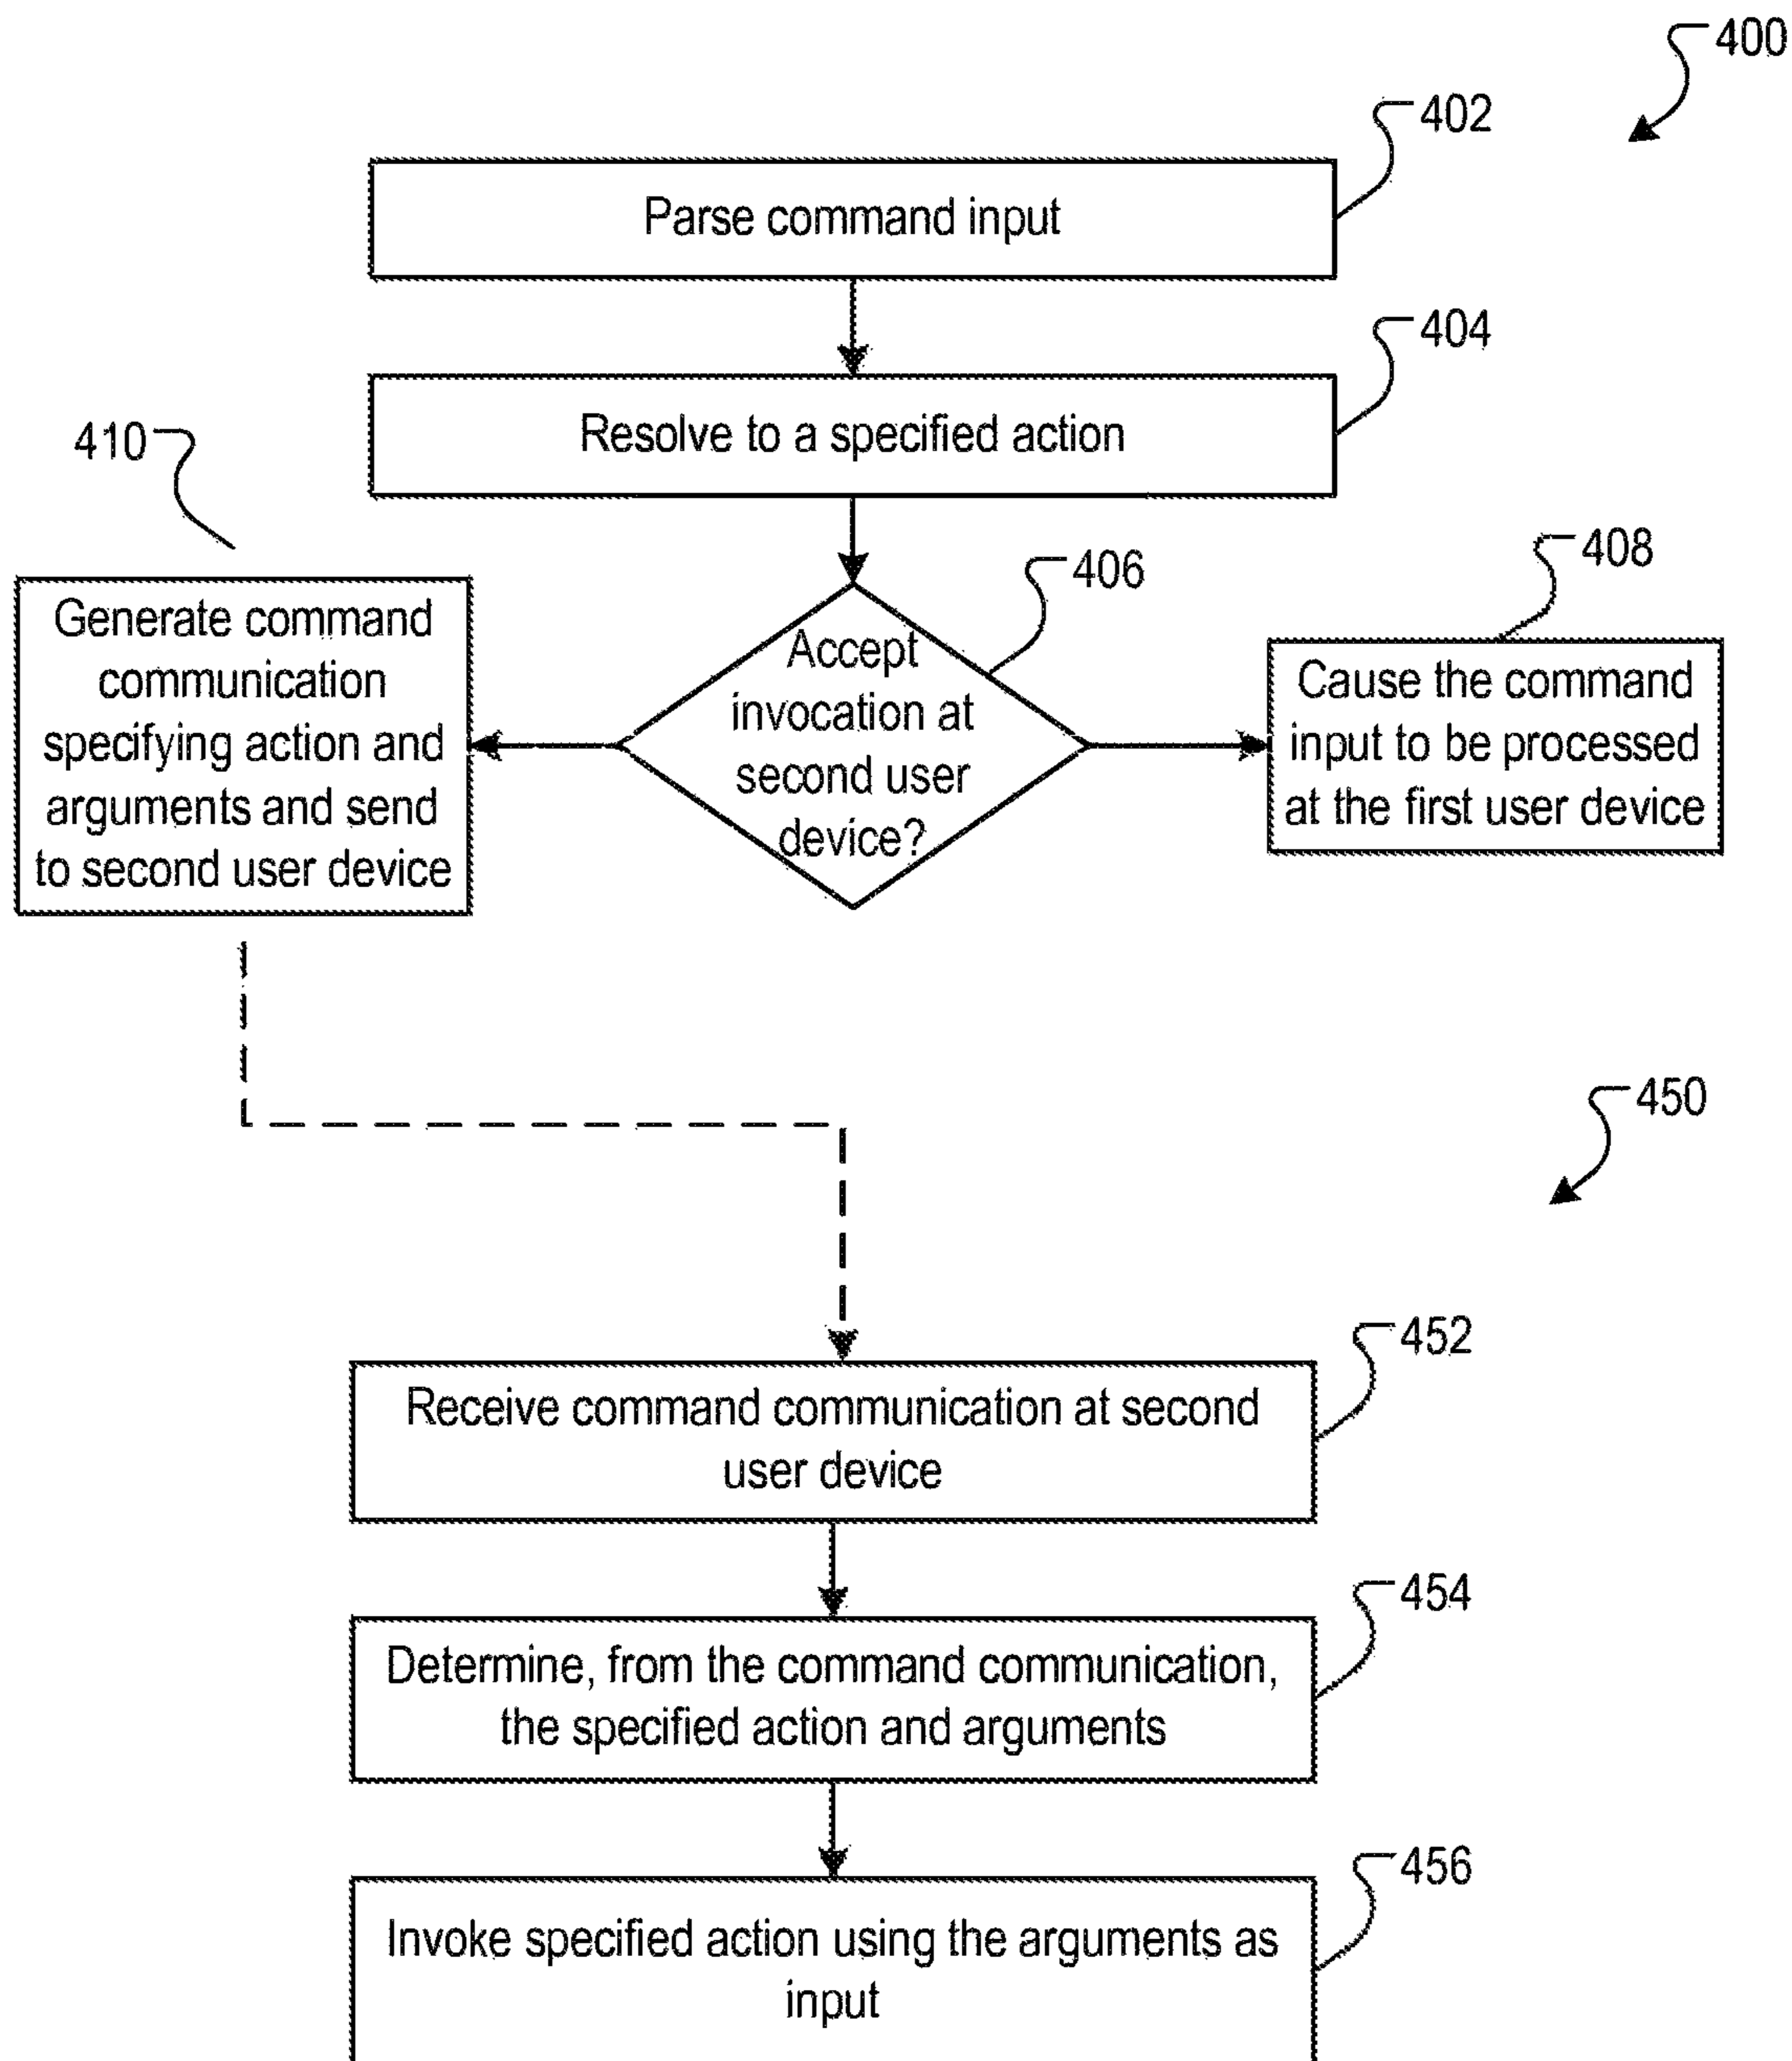 400
402
Parse command input
404
Resolve to a specified action
410
406
408
Generate command
communication
specifying action and
arguments and send
to second user device
Accept
invocation at
second user
device?
Cause the command
input to be processed
at the first user device
450
452
Receive command communication at second
user device
454
Determine, from the command communication,
the specified action and arguments
456
Invoke specified action using the arguments as
input